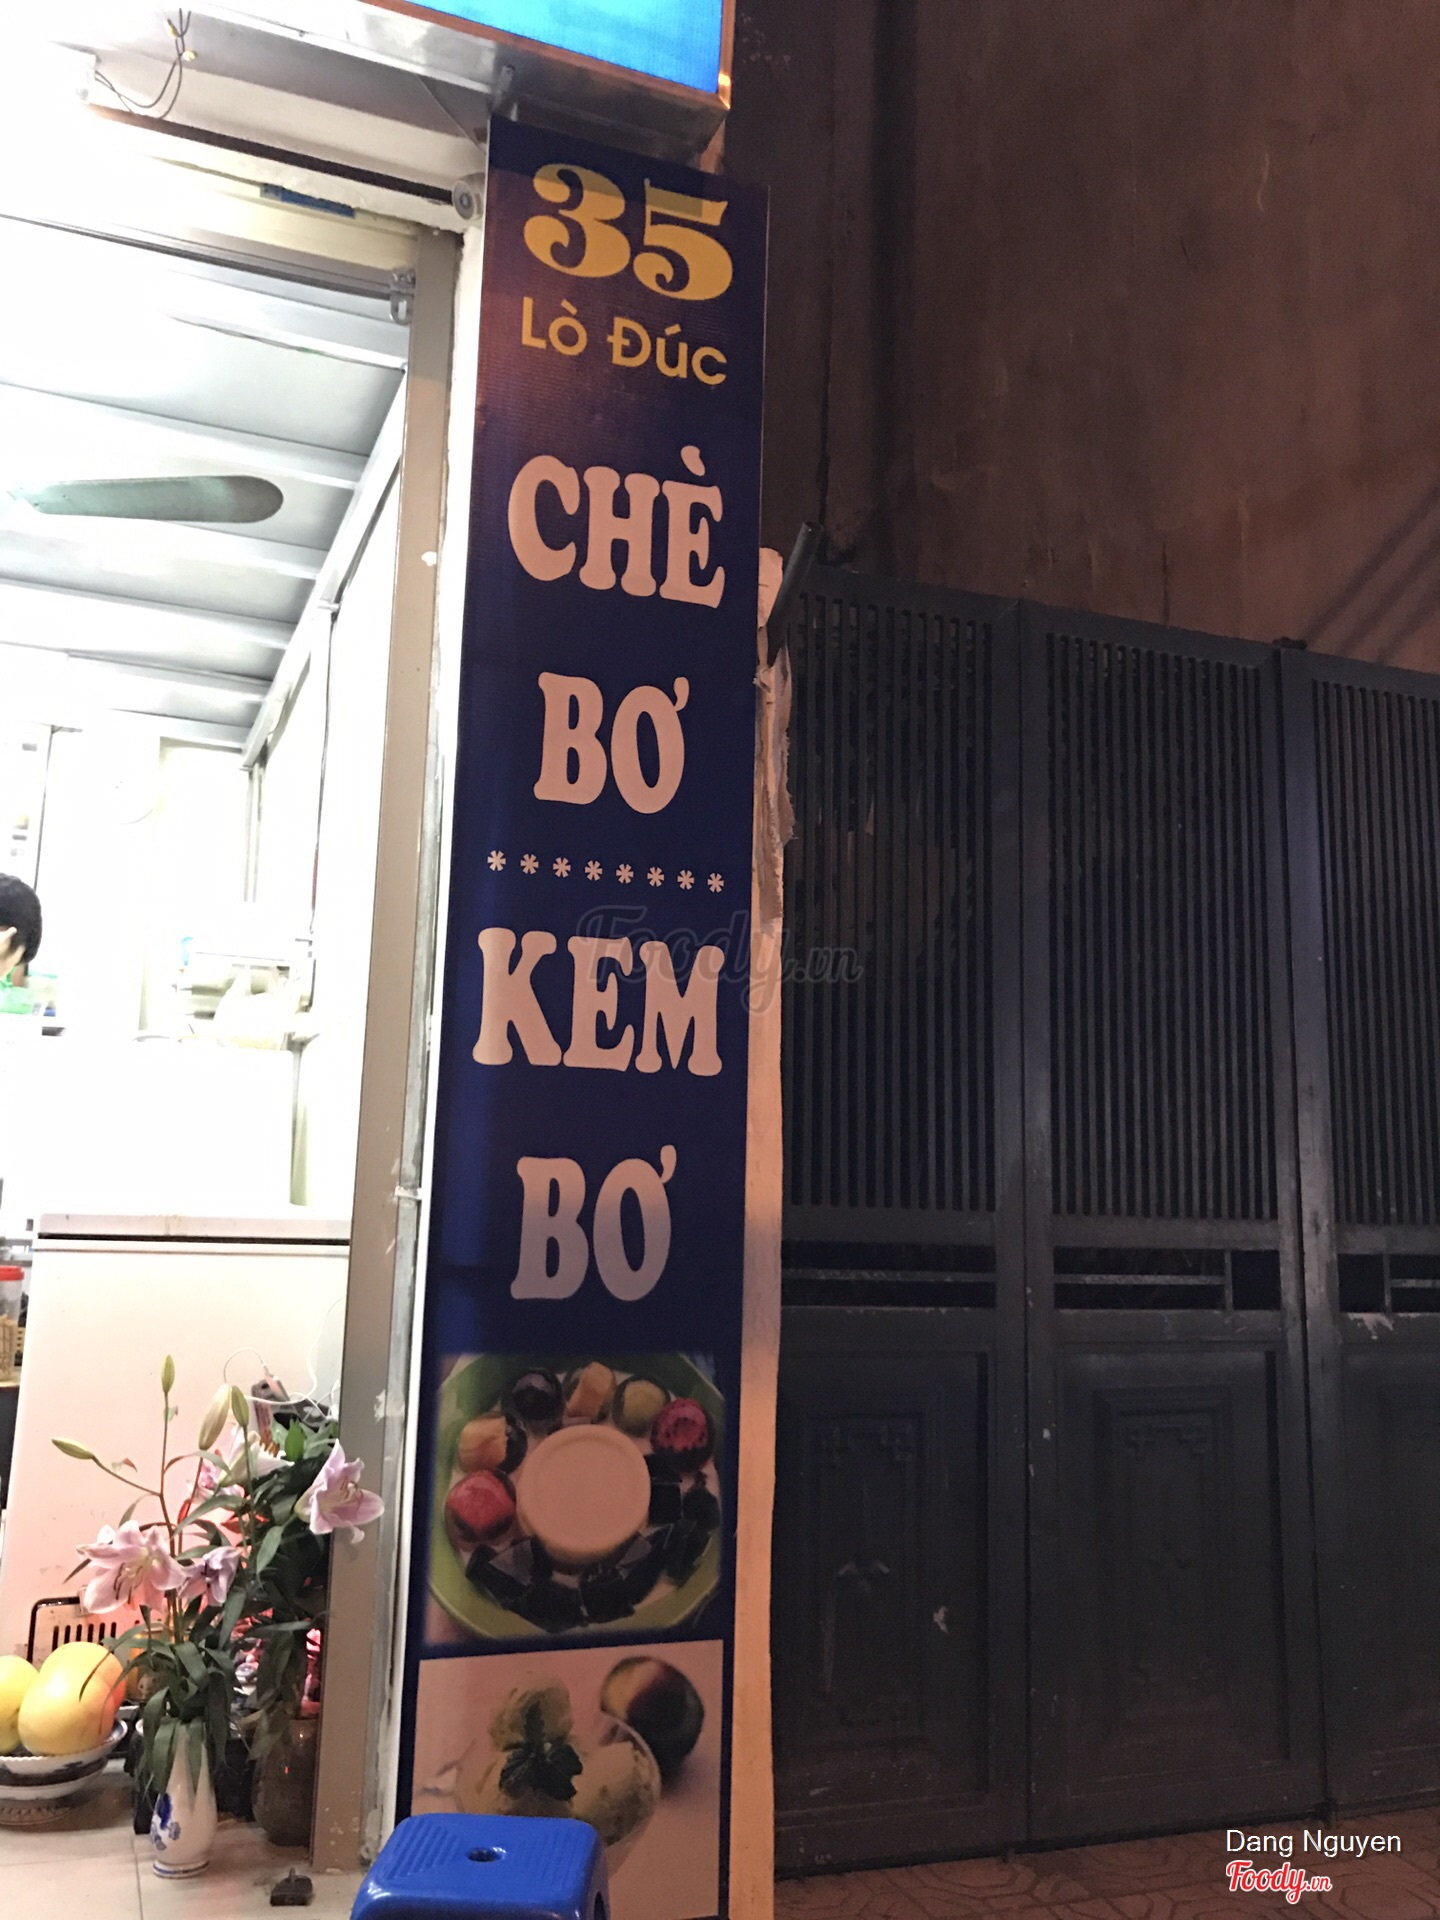 35
Lò Đúc
CHÈ
BƠ
********
KEM
BƠ
Foody.vn
Dang Nguyen
Foody.vn